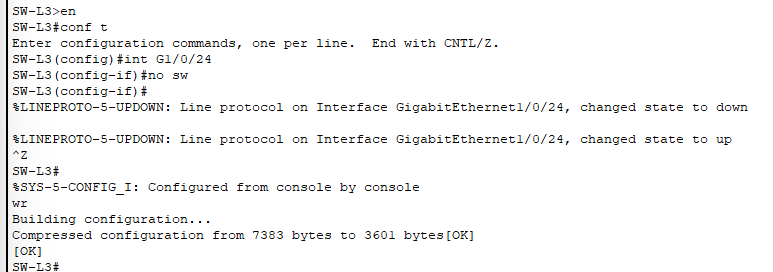 SW-L3>en
SW-L3#conf t
Enter configuration commands, one per line.  End with CNTL/Z.
SW-L3(config)#int G1/0/24
SW-L3(config-if)#no sw
SW-L3(config-if)#
%LINEPROTO-5-UPDOWN: Line protocol on Interface GigabitEthernet1/0/24, changed state to down
%LINEPROTO-5-UPDOWN: Line protocol on Interface GigabitEthernet1/0/24, changed state to up
^Z
SW-L3#
%SYS-5-CONFIG_I: Configured from console by console
wr
Building configuration...
Compressed configuration from 7383 bytes to 3601 bytes[OK]
[OK]
SW-L3#